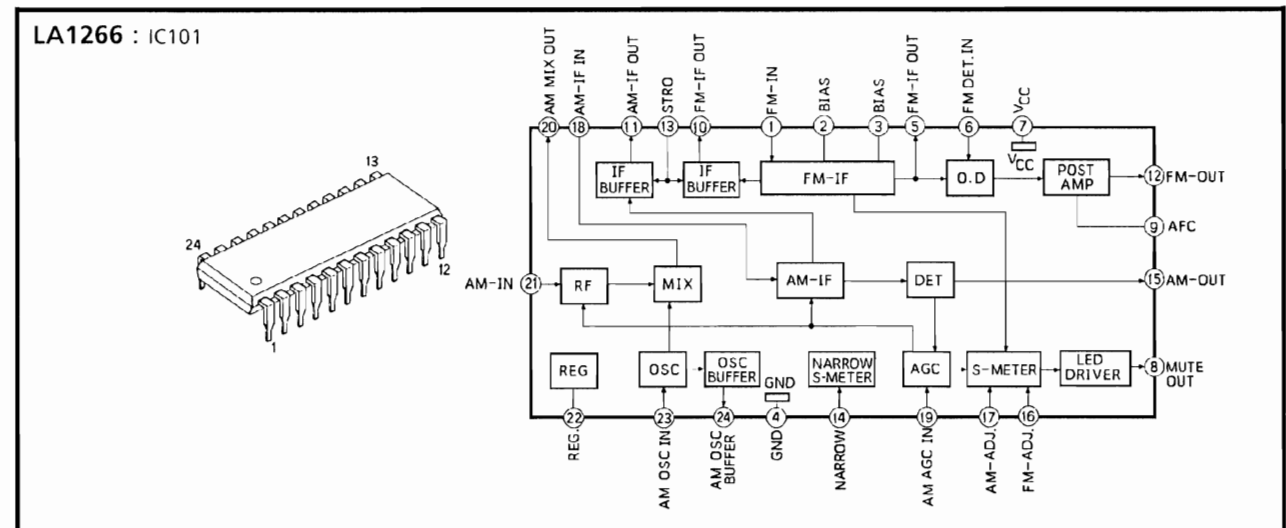 LA1266 : IC101
AM MIX OUT
AM-IF IN
AM-IF OUT
STRO
FM-IF OUT
FM-IN
BIAS
BIAS
FM-IF OUT
FM DET.IN
VCC
20
18
11
13
10
1
2
3
5
6
7
VCC
IF
BUFFER
IF
BUFFER
FM-IF
O.D
POST
AMP
12 FM-OUT
9 AFC
13
24
12
1
AM-IN 21
RF
MIX
AM-IF
DET
15 AM-OUT
REG
OSC
OSC
BUFFER
NARROW
S-METER
AGC
S-METER
LED
DRIVER
8 MUTE
OUT
GND
22
23
24
4
14
19
17
16
REG.
AM OSC IN
AM OSC
BUFFER
GND
NARROW
AM AGC IN
AM-ADJ.
FM-ADJ.